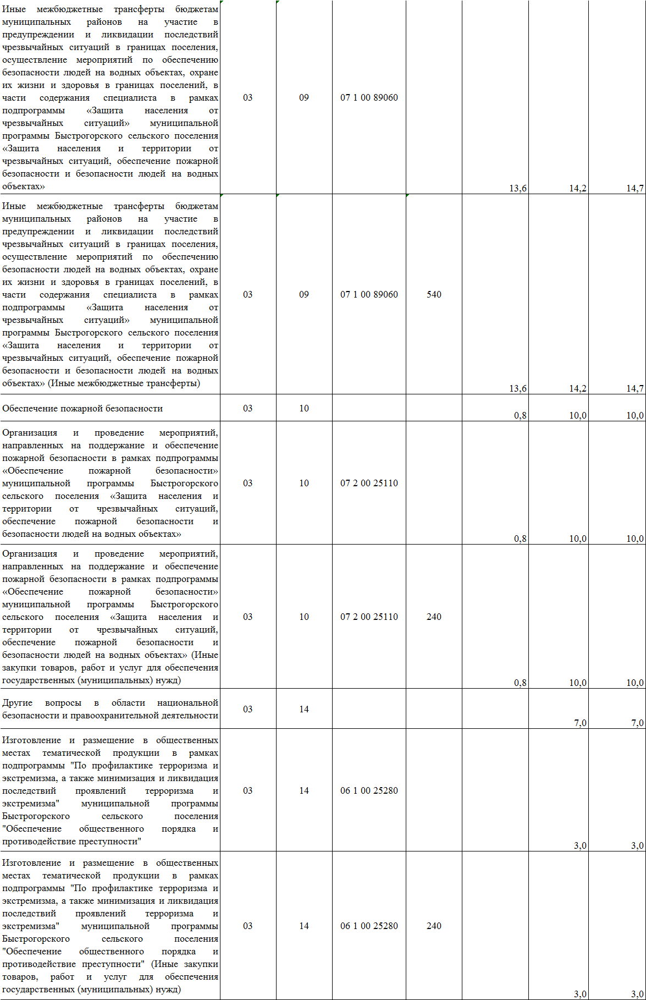 Иные межбюджетные трансферты бюджетам
муниципальных районов на участие в
предупреждении и ликвидации последствий
чрезвычайных ситуаций в границах поселения,
осуществление мероприятий по обеспечению
безопасности людей на водных объектах, охране
их жизни и здоровья в границах поселений, в
части содержания специалиста в рамках
подпрограммы «Защита населения от
чрезвычайных ситуаций» муниципальной
программы Быстрогорского сельского поселения
«Защита населения и территории от
чрезвычайных ситуаций, обеспечение пожарной
безопасности и безопасности людей на водных
объектах»
03 09 07 1 00 89060 13,6 14,2 14,7
Иные межбюджетные трансферты бюджетам
муниципальных районов на участие в
предупреждении и ликвидации последствий
чрезвычайных ситуаций в границах поселения,
осуществление мероприятий по обеспечению
безопасности людей на водных объектах, охране
их жизни и здоровья в границах поселений, в
части содержания специалиста в рамках
подпрограммы «Защита населения от
чрезвычайных ситуаций» муниципальной
программы Быстрогорского сельского поселения
«Защита населения и территории от
чрезвычайных ситуаций, обеспечение пожарной
безопасности и безопасности людей на водных
объектах» (Иные межбюджетные трансферты)
03 09 07 1 00 89060 540 13,6 14,2 14,7
Обеспечение пожарной безопасности 03 10 0,8 10,0 10,0
Организация и проведение мероприятий,
направленных на поддержание и обеспечение
пожарной безопасности в рамках подпрограммы
«Обеспечение пожарной безопасности»
муниципальной программы Быстрогорского
сельского поселения «Защита населения и
территории от чрезвычайных ситуаций,
обеспечение пожарной безопасности и
безопасности людей на водных объектах»
03 10 07 2 00 25110 0,8 10,0 10,0
Организация и проведение мероприятий,
направленных на поддержание и обеспечение
пожарной безопасности в рамках подпрограммы
«Обеспечение пожарной безопасности»
муниципальной программы Быстрогорского
сельского поселения «Защита населения и
территории от чрезвычайных ситуаций,
обеспечение пожарной безопасности и
безопасности людей на водных объектах» (Иные
закупки товаров, работ и услуг для обеспечения
государственных (муниципальных) нужд)
03 10 07 2 00 25110 240 0,8 10,0 10,0
Другие вопросы в области национальной
безопасности и правоохранительной деятельности
03 14 7,0 7,0
Изготовление и размещение в общественных
местах тематической продукции в рамках
подпрограммы "По профилактике терроризма и
экстремизма, а также минимизация и ликвидация
последствий проявлений терроризма и
экстремизма" муниципальной программы
Быстрогорского сельского поселения
"Обеспечение общественного порядка и
противодействие преступности"
03 14 06 1 00 25280 3,0 3,0
Изготовление и размещение в общественных
местах тематической продукции в рамках
подпрограммы "По профилактике терроризма и
экстремизма, а также минимизация и ликвидация
последствий проявлений терроризма и
экстремизма" муниципальной программы
Быстрогорского сельского поселения
"Обеспечение общественного порядка и
противодействие преступности" (Иные закупки
товаров, работ и услуг для обеспечения
государственных (муниципальных) нужд)
03 14 06 1 00 25280 240 3,0 3,0